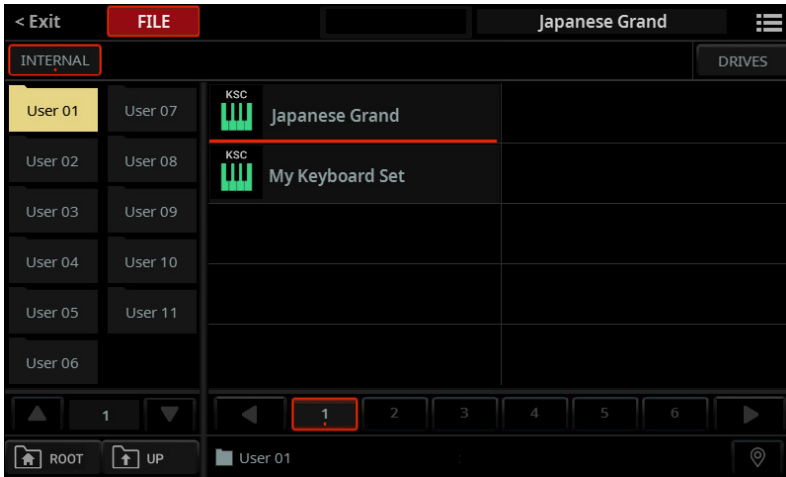 < Exit FILE Japanese Grand
INTERNAL DRIVES
User 01 User 07
User 02 User 08
User 03 User 09
User 04 User 10
User 05 User 11
User 06
KSC
Japanese Grand
KSC
My Keyboard Set
1 1 2 3 4 5 6
ROOT UP User 01